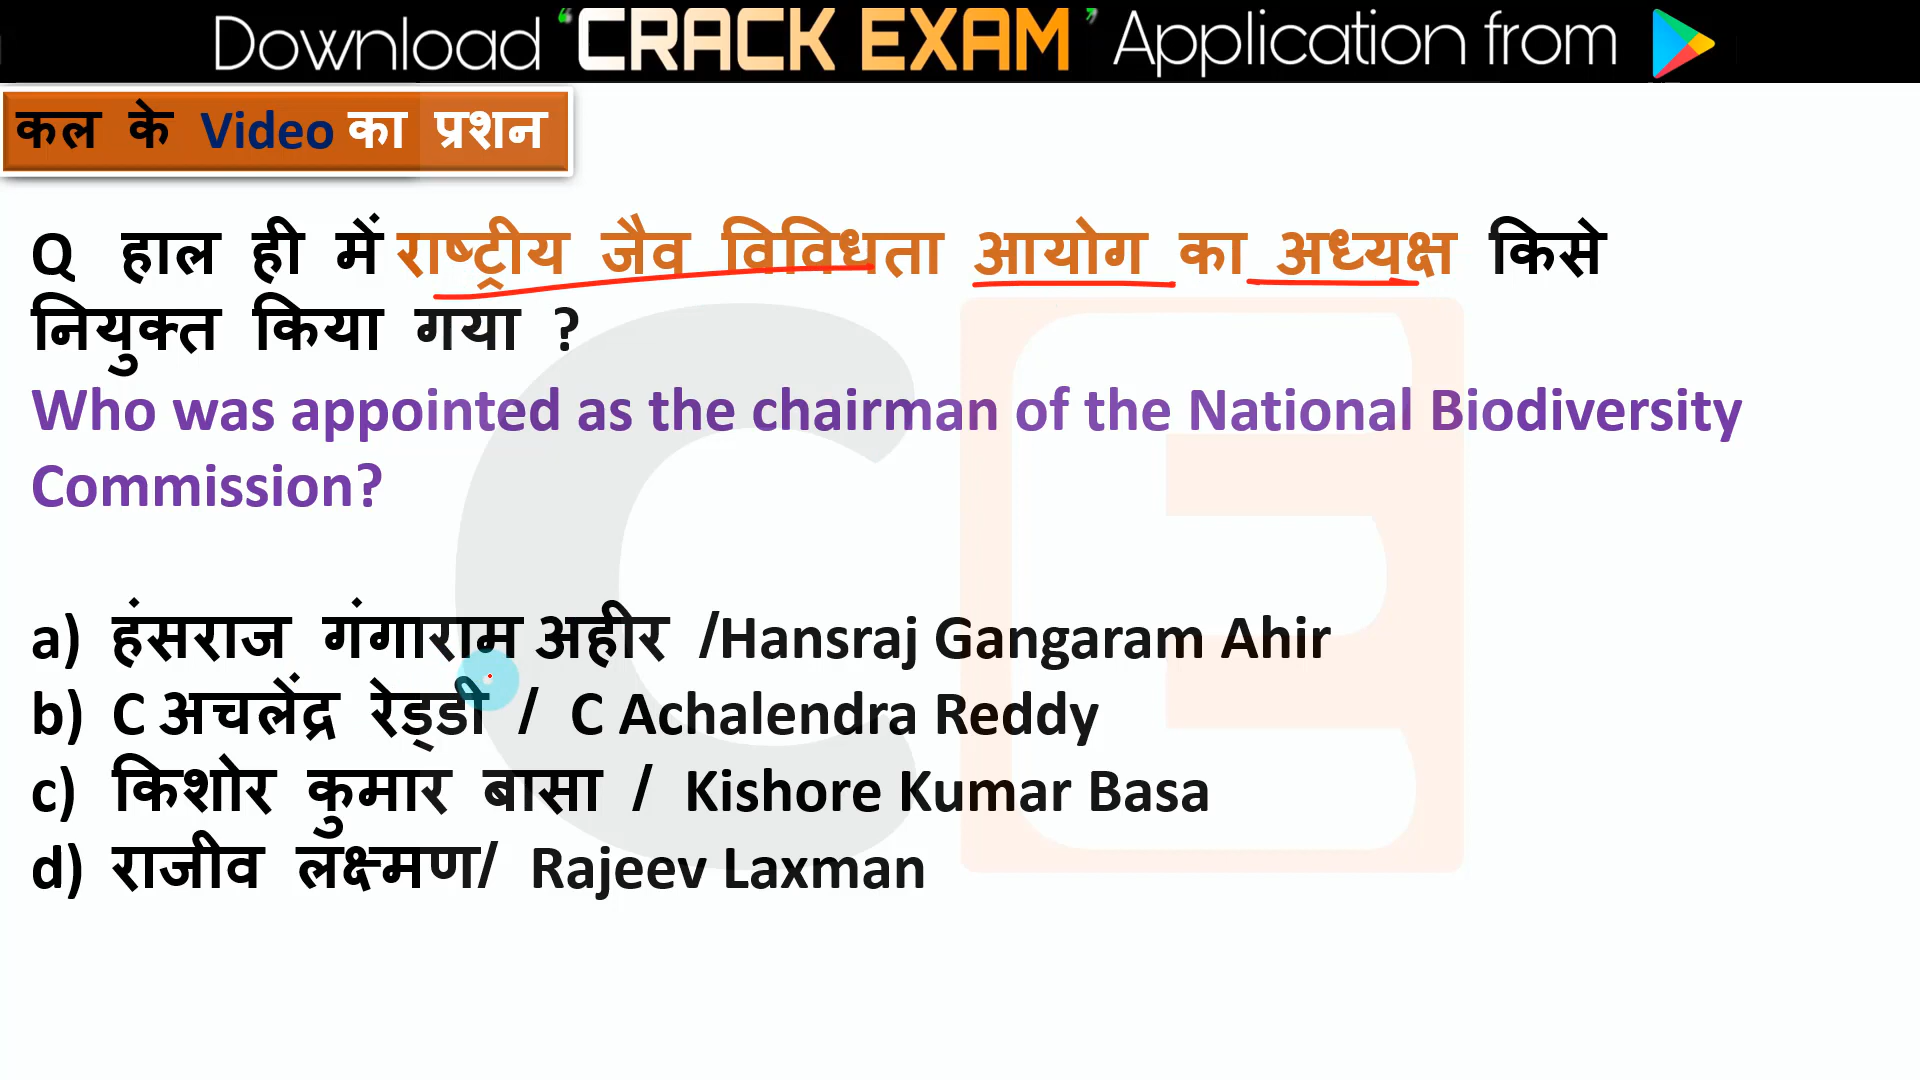 Download ‘CRACK EXAM’ Application from
कल के Video का प्रशन
Q हाल ही में राष्ट्रीय जैव विविधता आयोग का अध्यक्ष किसे
नियुक्त किया गया ?
Who was appointed as the chairman of the National Biodiversity
Commission?
a) हंसराज गंगाराम अहीर /Hansraj Gangaram Ahir
b) C अचलेंद्र रेड्डी / C Achalendra Reddy
c) किशोर कुमार बासा / Kishore Kumar Basa
d) राजीव लक्ष्मण/ Rajeev Laxman
CE